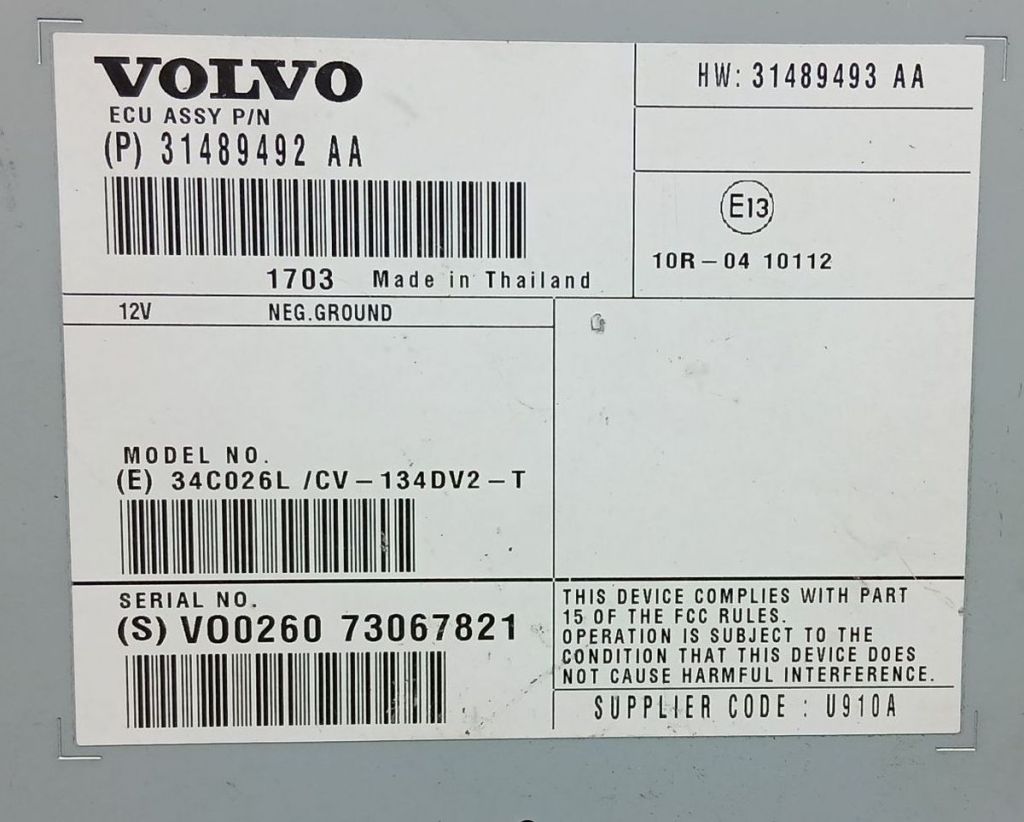 VOLVO
ECU ASSY P/N
(P) 31489492 AA
1703 Made in Thailand
HW: 31489493 AA
E13
10R-04 10112
12V NEG.GROUND
MODEL NO.
(E) 34C026L /CV-134DV2-T
SERIAL NO.
(S) VO0260 73067821
THIS DEVICE COMPLIES WITH PART
15 OF THE FCC RULES.
OPERATION IS SUBJECT TO THE
CONDITION THAT THIS DEVICE DOES
NOT CAUSE HARMFUL INTERFERENCE.
SUPPLIER CODE : U910A